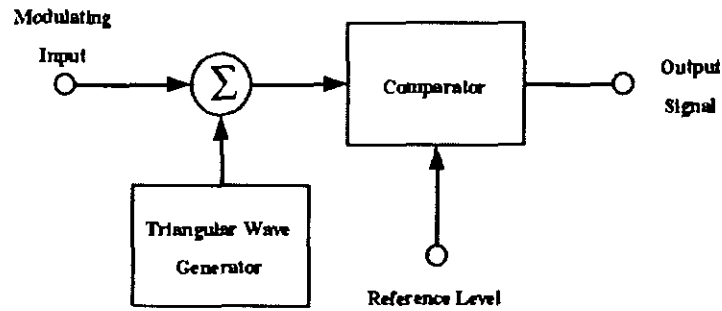 Modulating
Input
Σ
Comparator
Output
Signal
Triangular Wave
Generator
Reference Level